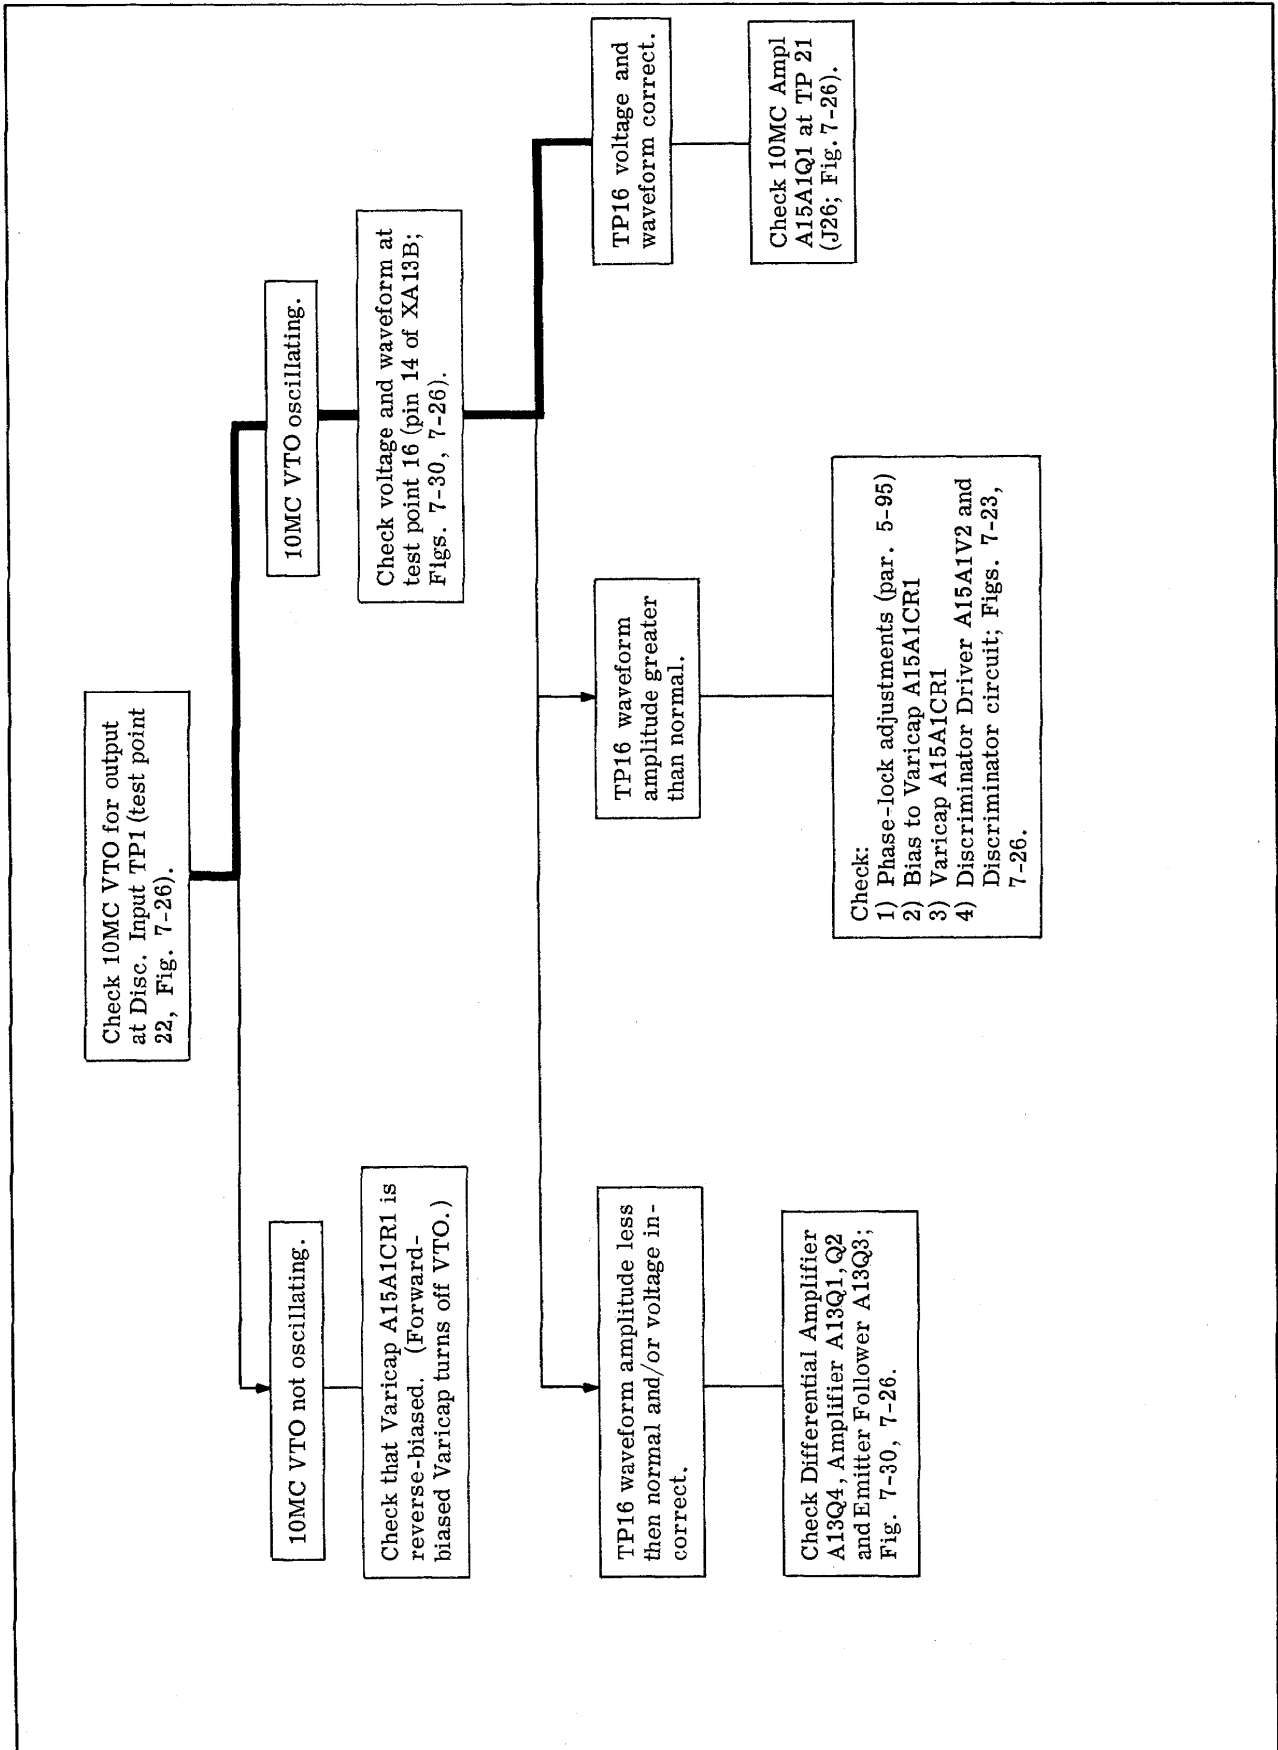 Check 10MC VTO for output
at Disc. Input TP1 (test point
22, Fig. 7-26).
10MC VTO not oscillating.
Check that Varicap A15A1CR1 is
reverse-biased. (Forward-
biased Varicap turns off VTO.)
10MC VTO oscillating.
Check voltage and waveform at
test point 16 (pin 14 of XA13B;
Figs. 7-30, 7-26).
TP16 waveform amplitude less
then normal and/or voltage in-
correct.
Check Differential Amplifier
A13Q4, Amplifier A13Q1,Q2
and Emitter Follower A13Q3;
Fig. 7-30, 7-26.
TP16 waveform
amplitude greater
than normal.
Check:
1) Phase-lock adjustments (par. 5-95)
2) Bias to Varicap A15A1CR1
3) Varicap A15A1CR1
4) Discriminator Driver A15A1V2 and
Discriminator circuit; Figs. 7-23,
7-26.
TP16 voltage and
waveform correct.
Check 10MC Ampl
A15A1Q1 at TP 21
(J26; Fig. 7-26).